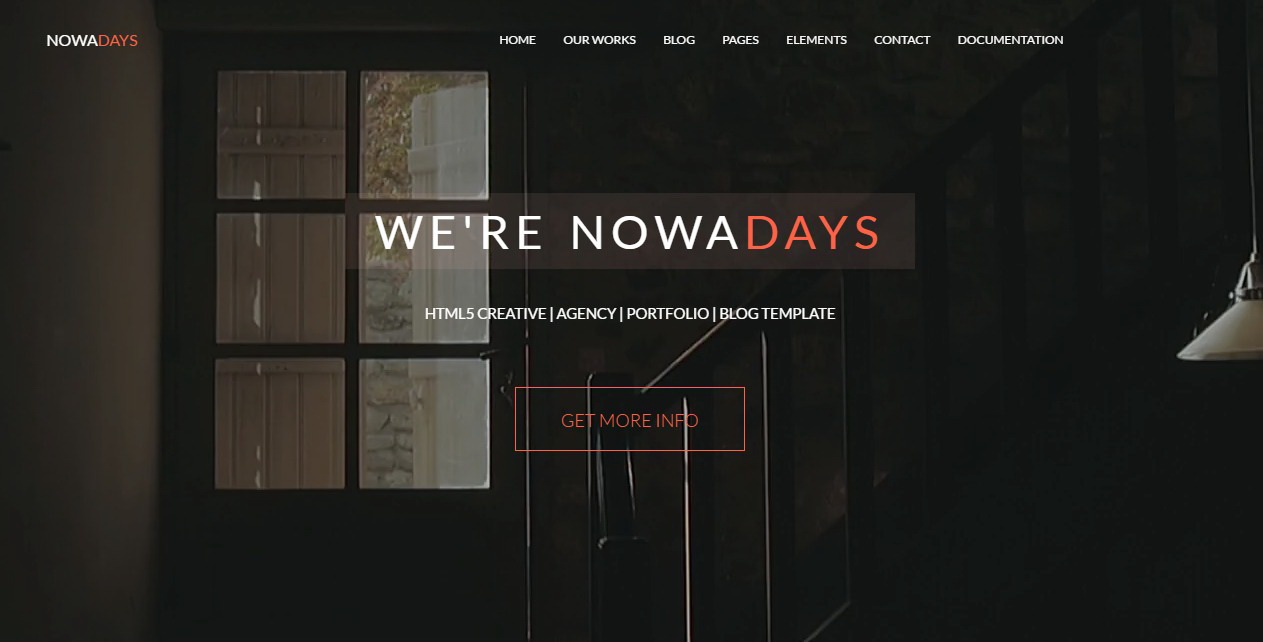 NOWADAYS
HOME OUR WORKS BLOG PAGES ELEMENTS CONTACT DOCUMENTATION
WE'RE NOWADAYS
HTML5 CREATIVE | AGENCY | PORTFOLIO | BLOG TEMPLATE
GET MORE INFO